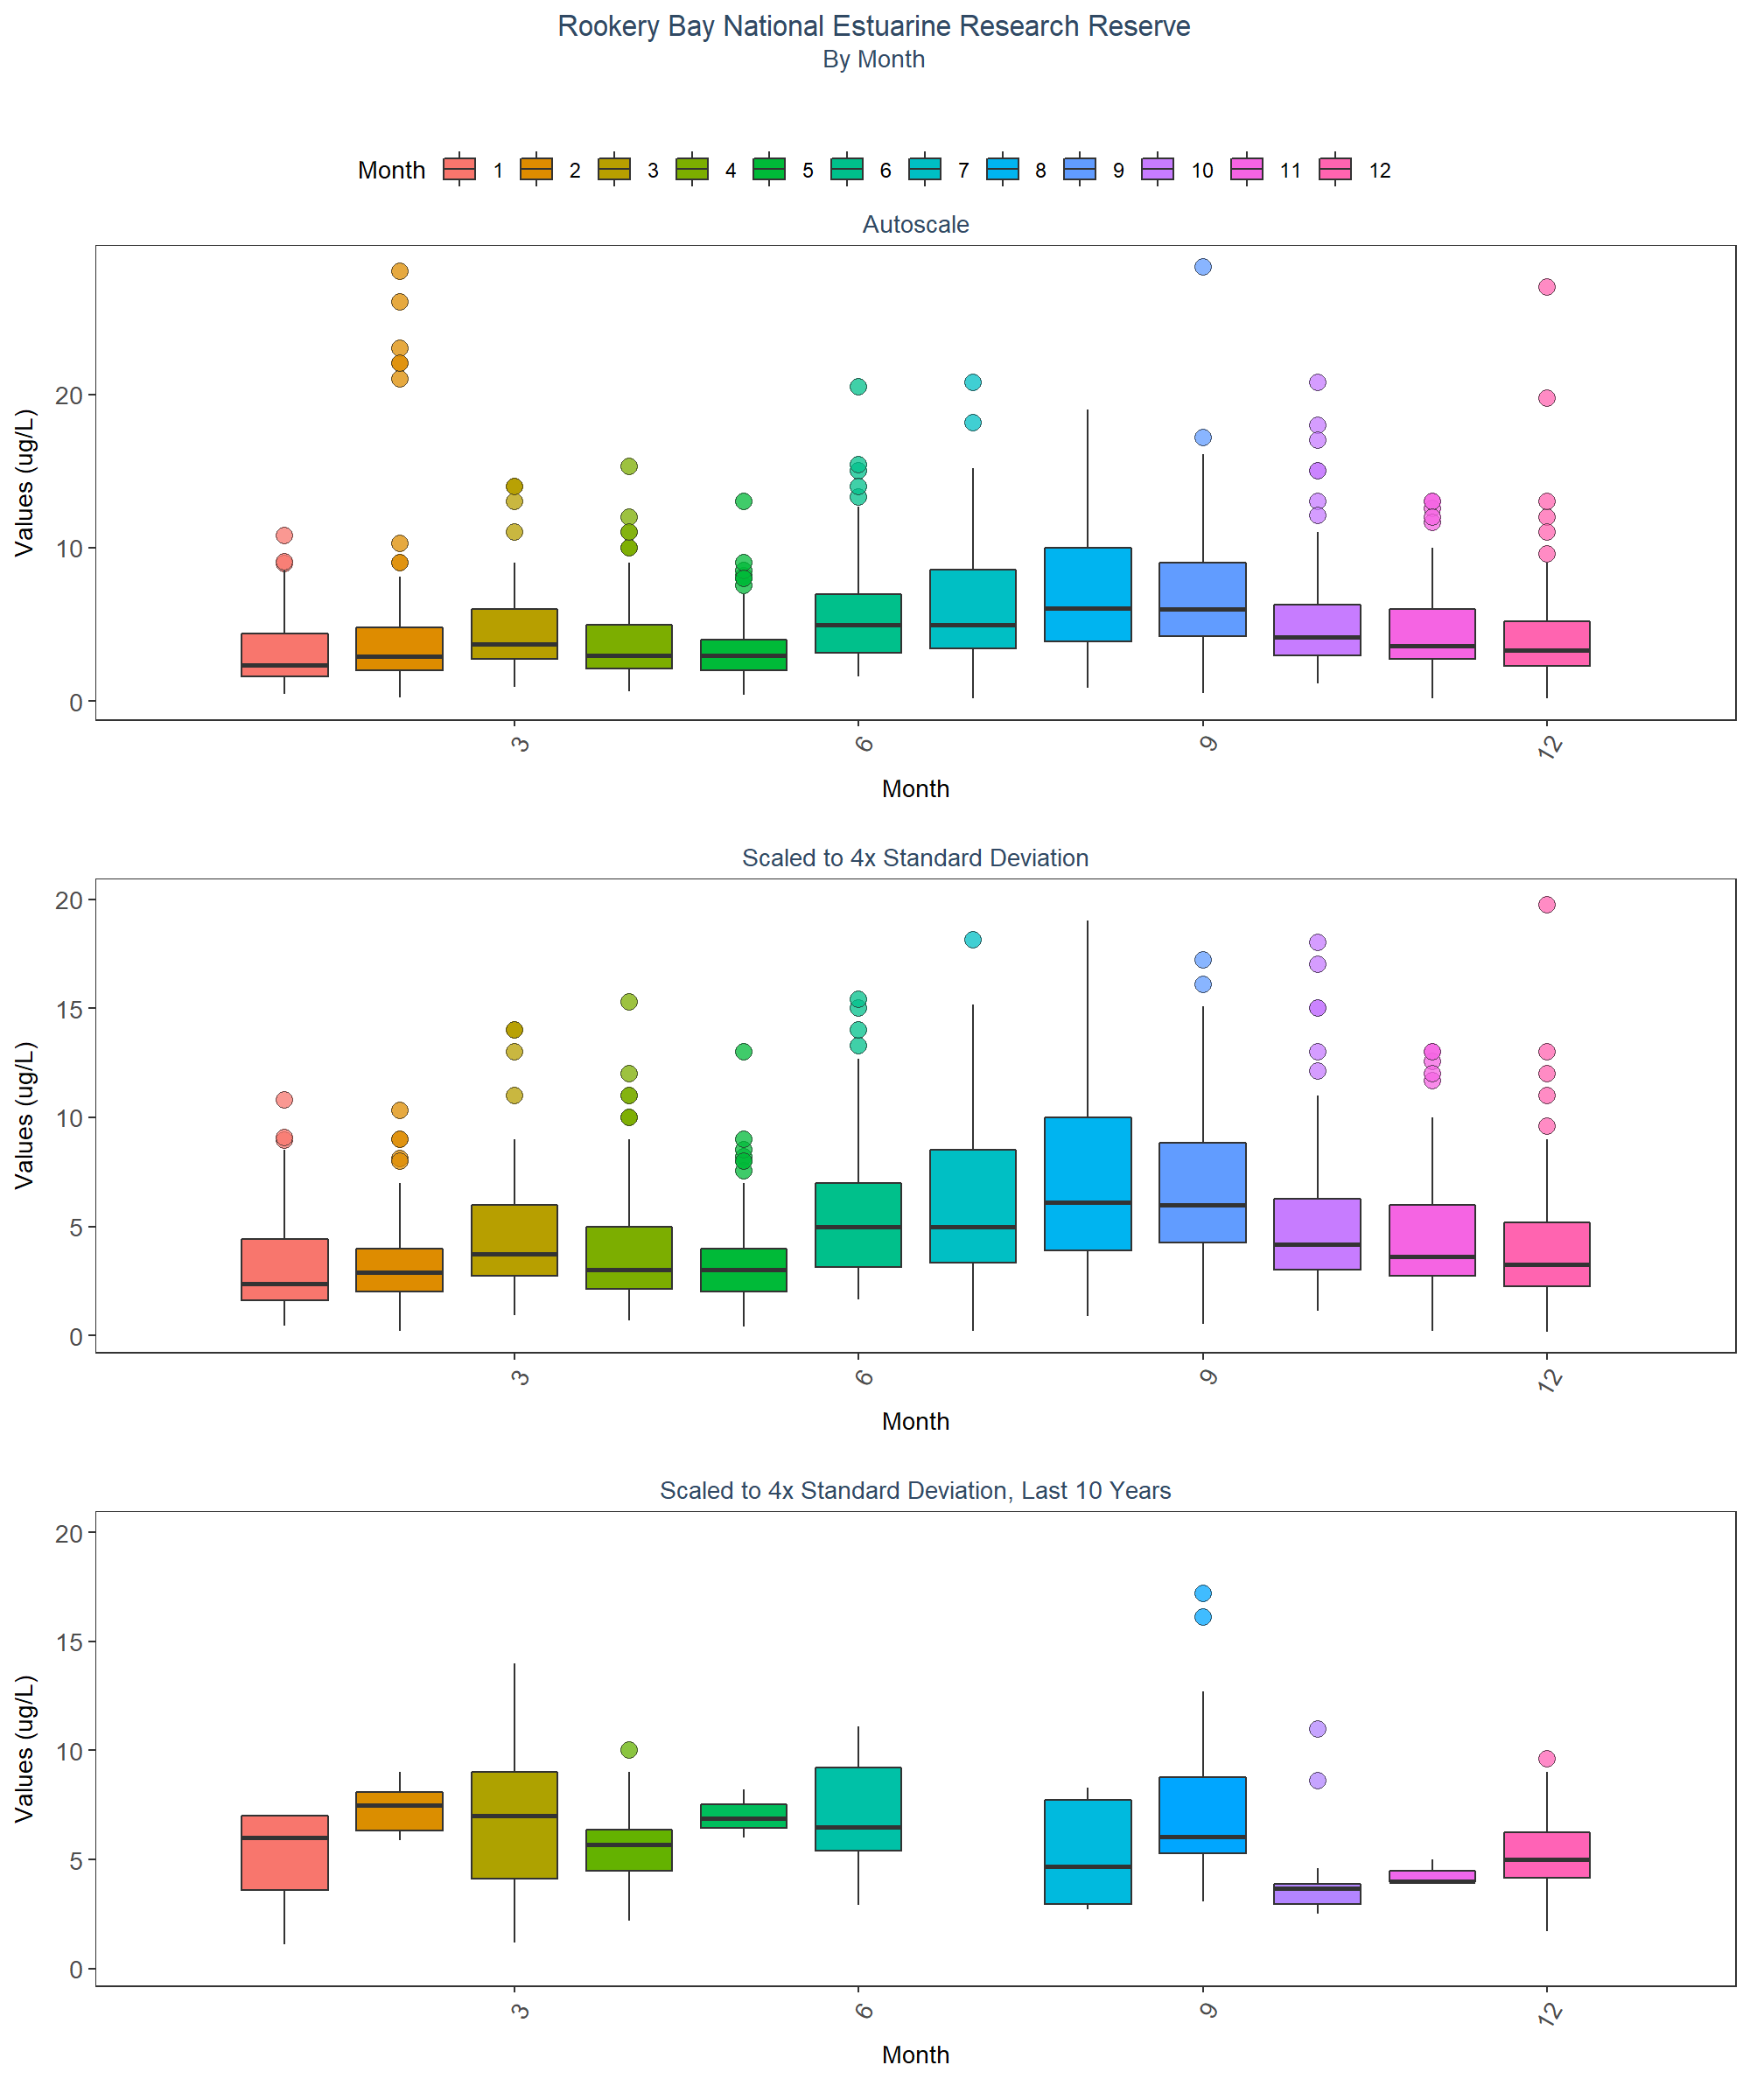 Rookery Bay National Estuarine Research Reserve
By Month
Month 1 2 3 4 5 6 7 8 9 10 11 12
Autoscale
Values (ug/L)
20
10
0
3 6 9 12
Month
Scaled to 4x Standard Deviation
Values (ug/L)
20
15
10
5
0
3 6 9 12
Month
Scaled to 4x Standard Deviation, Last 10 Years
Values (ug/L)
20
15
10
5
0
3 6 9 12
Month